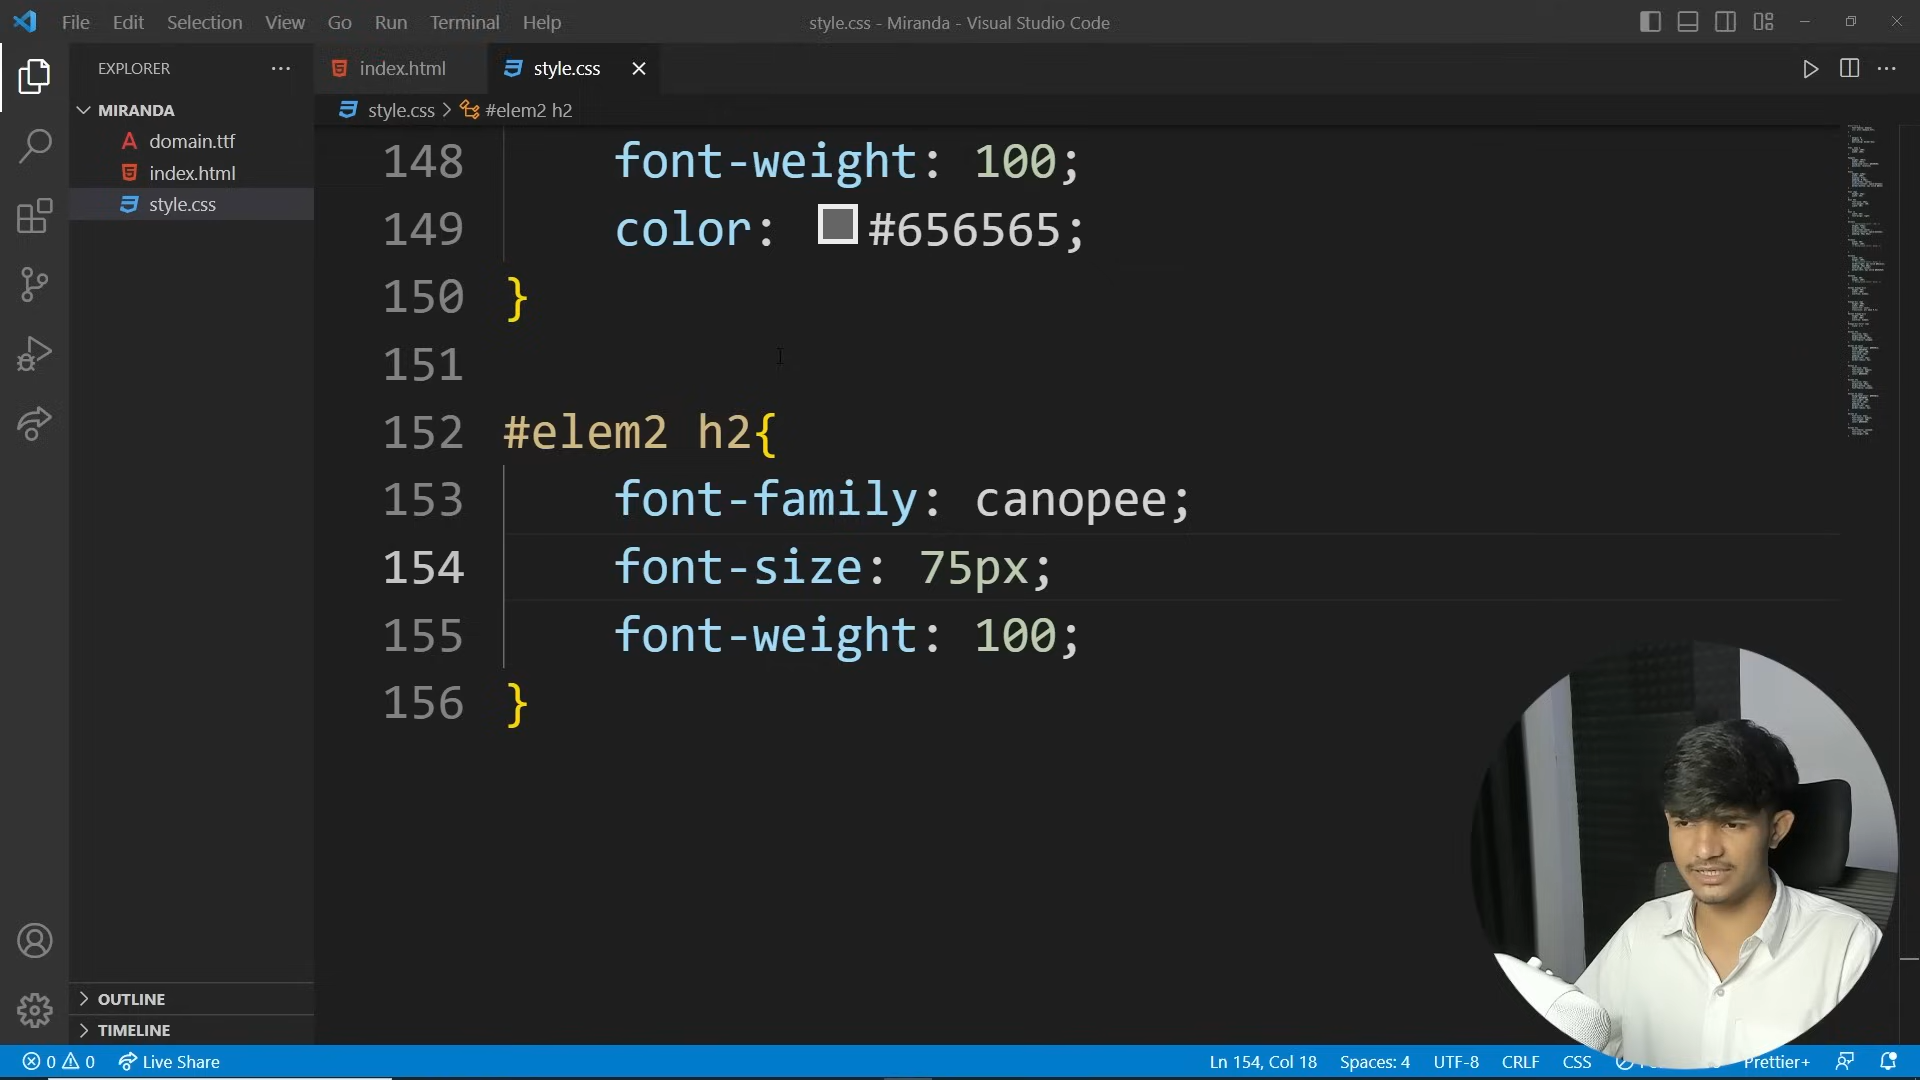 File Edit Selection View Go Run Terminal Help
style.css - Miranda - Visual Studio Code
EXPLORER
index.html
style.css
MIRANDA
domain.ttf
index.html
style.css
style.css > #elem2 h2
148 font-weight: 100;
149 color: #656565;
150 }
151
152 #elem2 h2{
153 font-family: canopee;
154 font-size: 75px;
155 font-weight: 100;
156 }
OUTLINE
TIMELINE
0 0 Live Share
Ln 154, Col 18 Spaces: 4 UTF-8 CRLF CSS Prettier+